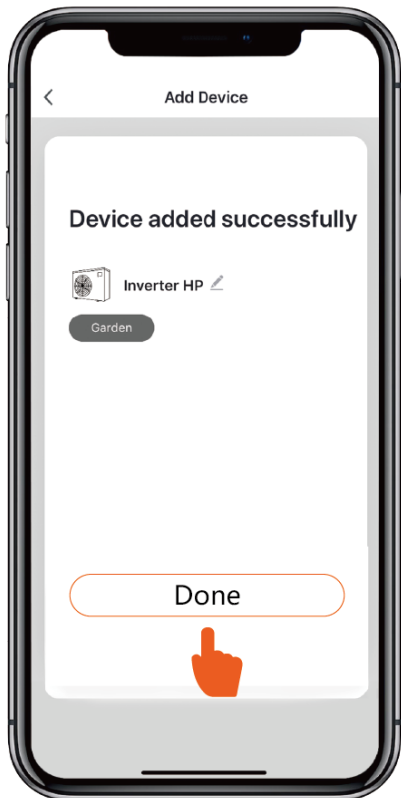 Add Device
Device added successfully
Inverter HP
Garden
Done